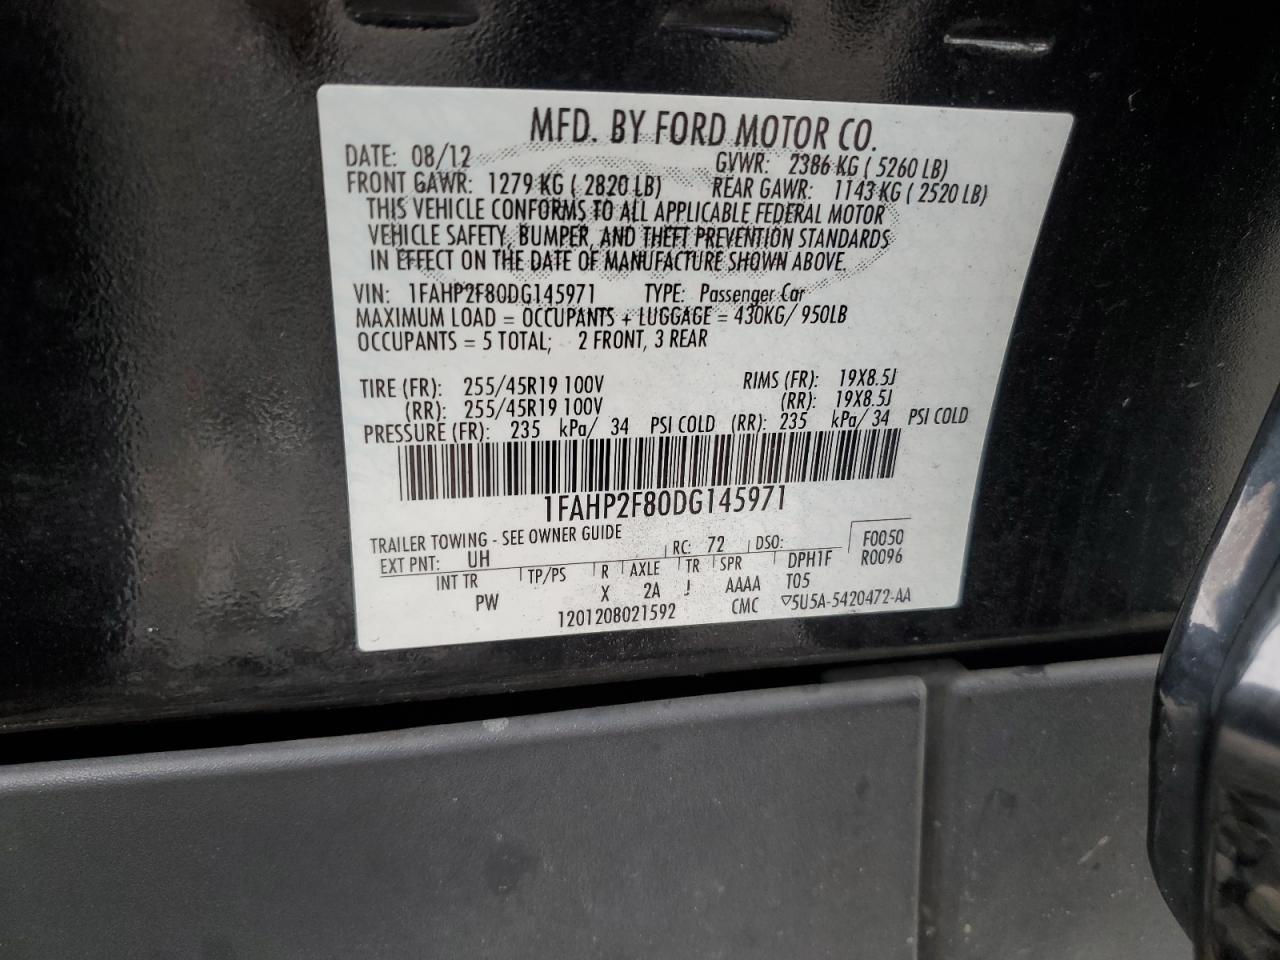 MFD. BY FORD MOTOR CO.
DATE: 08/12 GVWR: 2386 KG ( 5260 LB)
FRONT GAWR: 1279 KG ( 2820 LB) REAR GAWR: 1143 KG ( 2520 LB)
THIS VEHICLE CONFORMS TO ALL APPLICABLE FEDERAL MOTOR
VEHICLE SAFETY, BUMPER, AND THEFT PREVENTION STANDARDS
IN EFFECT ON THE DATE OF MANUFACTURE SHOWN ABOVE.
VIN: 1FAHP2F80DG145971 TYPE: Passenger Car
MAXIMUM LOAD = OCCUPANTS + LUGGAGE = 430KG/ 950LB
OCCUPANTS = 5 TOTAL; 2 FRONT, 3 REAR
TIRE (FR): 255/45R19 100V RIMS (FR): 19X8.5J
(RR): 255/45R19 100V (RR): 19X8.5J
PRESSURE (FR): 235 kPa/ 34 PSI COLD (RR): 235 kPa/ 34 PSI COLD
1FAHP2F80DG145971
TRAILER TOWING - SEE OWNER GUIDE
EXT PNT: UH RC: 72 DSO: F0050
R0096
INT TR TP/PS R AXLE TR SPR DPH1F
PW X 2A J AAAA T05
1201208021592 CMC ▽5U5A-5420472-AA